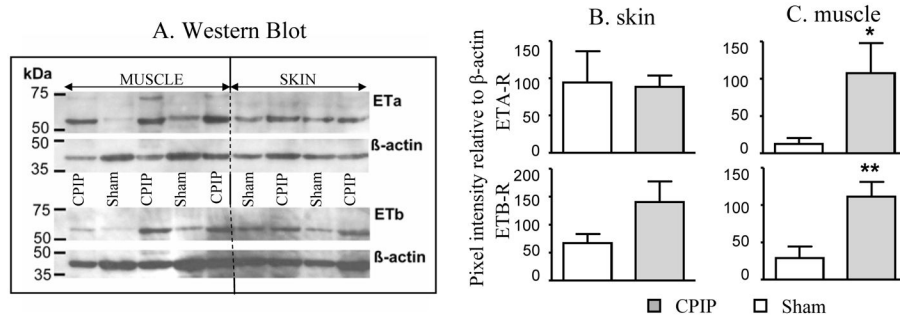 A. Western Blot
B. skin
C. muscle
kDa
MUSCLE
SKIN
75
ETa
50
50
ß-actin
35
CPIP
Sham
CPIP
Sham
CPIP
Sham
CPIP
Sham
CPIP
75
ETb
50
50
ß-actin
35
Pixel intensity relative to β-actin
ETA-R
ETB-R
150
100
50
0
150
100
50
0
*
200
150
100
50
0
150
100
50
0
**
CPIP
Sham